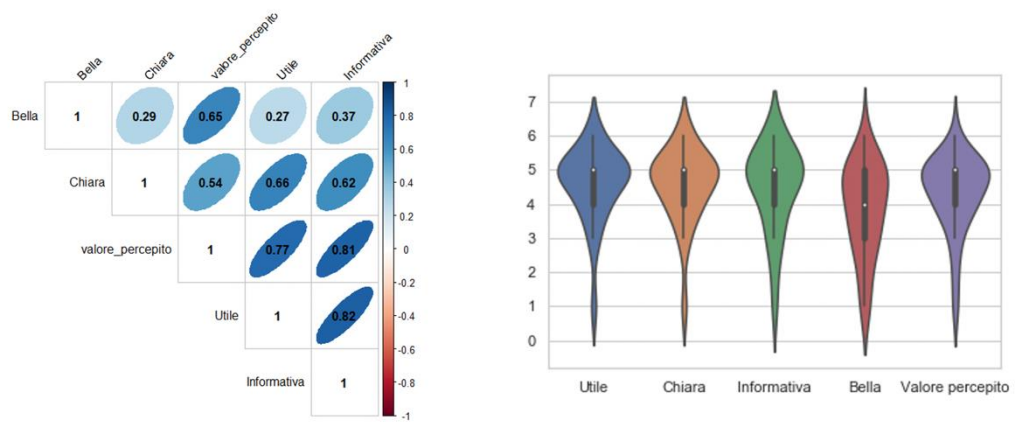 Bella
Chiara
valore_percepito
Utile
Informativa
Bella 1 0.29 0.65 0.27 0.37
Chiara 1 0.54 0.66 0.62
valore_percepito 1 0.77 0.81
Utile 1 0.82
Informativa 1
1
0.8
0.6
0.4
0.2
0
-0.2
-0.4
-0.6
-0.8
-1
7
6
5
4
3
2
1
0
Utile Chiara Informativa Bella Valore percepito